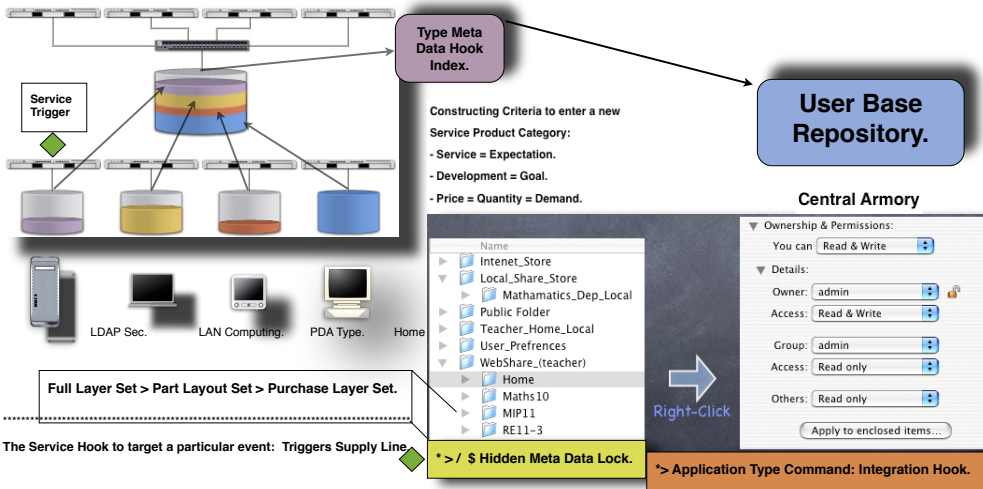 Type Meta
Data Hook
Index.
Service
Trigger
User Base
Repository.
Constructing Criteria to enter a new
Service Product Category:
- Service = Expectation.
- Development = Goal.
- Price = Quantity = Demand.
Central Armory
LDAP Sec.
LAN Computing.
PDA Type.
Home
Name
Intenet_Store
Local_Share_Store
Mathamatics_Dep_Local
Public Folder
Teacher_Home_Local
User_Prefrences
WebShare_(teacher)
Home
Maths10
MIP11
RE11-3
Right-Click
Ownership & Permissions:
You can Read & Write
Details:
Owner: admin
Access: Read & Write
Group: admin
Access: Read only
Others: Read only
Apply to enclosed items...
Full Layer Set > Part Layout Set > Purchase Layer Set.
The Service Hook to target a particular event: Triggers Supply Line
* > / $ Hidden Meta Data Lock.
*> Application Type Command: Integration Hook.